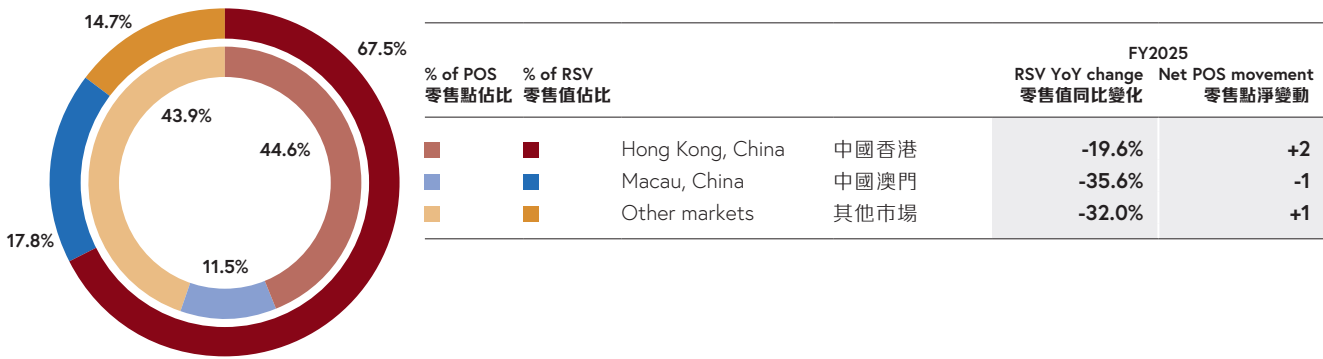 14.7%
67.5%
43.9%
44.6%
17.8%
11.5%
FY2025
% of POS % of RSV RSV YoY change Net POS movement
零售點佔比 零售值佔比 零售值同比變化 零售點淨變動
Hong Kong, China 中國香港 -19.6% +2
Macau, China 中國澳門 -35.6% -1
Other markets 其他市場 -32.0% +1